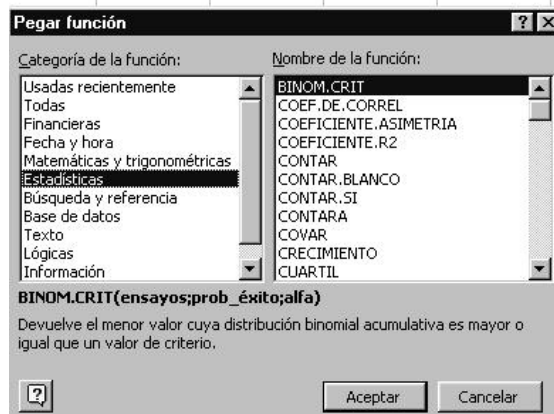 Pegar función
Categoría de la función:
Usadas recientemente
Todas
Financieras
Fecha y hora
Matemáticas y trigonométricas
Estadísticas
Búsqueda y referencia
Base de datos
Texto
Lógicas
Información
Nombre de la función:
BINOM.CRIT
COEF.DE.CORREL
COEFICIENTE.ASIMETRIA
COEFICIENTE.R2
CONTAR
CONTAR.BLANCO
CONTAR.SI
CONTARA
COVAR
CRECIMIENTO
CUARTIL
BINOM.CRIT(ensayos;prob_éxito;alfa)
Devuelve el menor valor cuya distribución binomial acumulativa es mayor o
igual que un valor de criterio.
Aceptar
Cancelar